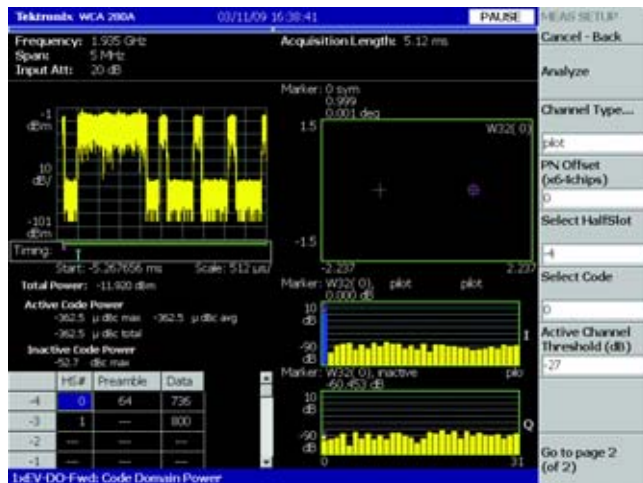 Tektronix WCA 280A 03/11/09 16:38:41 PAUSE
MEAS SETUP
Cancel - Back
Frequency: 1.935 GHz
Acquisition Length: 5.12 ms
Span: 5 MHz
Input Att: 20 dB
Analyze
Marker: 0 sym
0.999
0.001 deg
Channel Type...
pilot
-1
dBm
10
dB/
-101
dBm
1.5
W32( 0)
-1.5
-2.237
2.237
PN Offset
(x64chips)
0
Select HalfSlot
-4
Timing:
Start: -5.267656 ms
Scale: 512 µs/
Select Code
0
Total Power: -11.920 dBm
Active Code Power
-362.5 µ dBc max
-362.5 µ dBc avg
-362.5 µ dBc total
Inactive Code Power
-52.7 dBc max
Marker: W32( 0), pilot pilot
0.000 dB
10
dB
-90
dB
I
Active Channel
Threshold (dB)
-27
Marker: W32( 0), inactive
-60.453 dB
10
dB
-90
dB
Q
0
31
HS# Preamble Data
-4 0 64 736
-3 1 --- 800
-2 --- --- ---
-1 --- --- ---
Go to page 2
(of 2)
1xEV-DO-Fwd: Code Domain Power